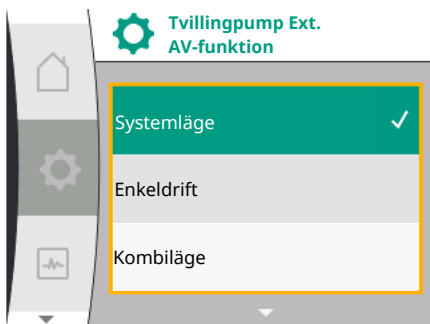 Tvillingpump Ext.
AV-funktion
Systemläge
Enkeldrift
Kombiläge